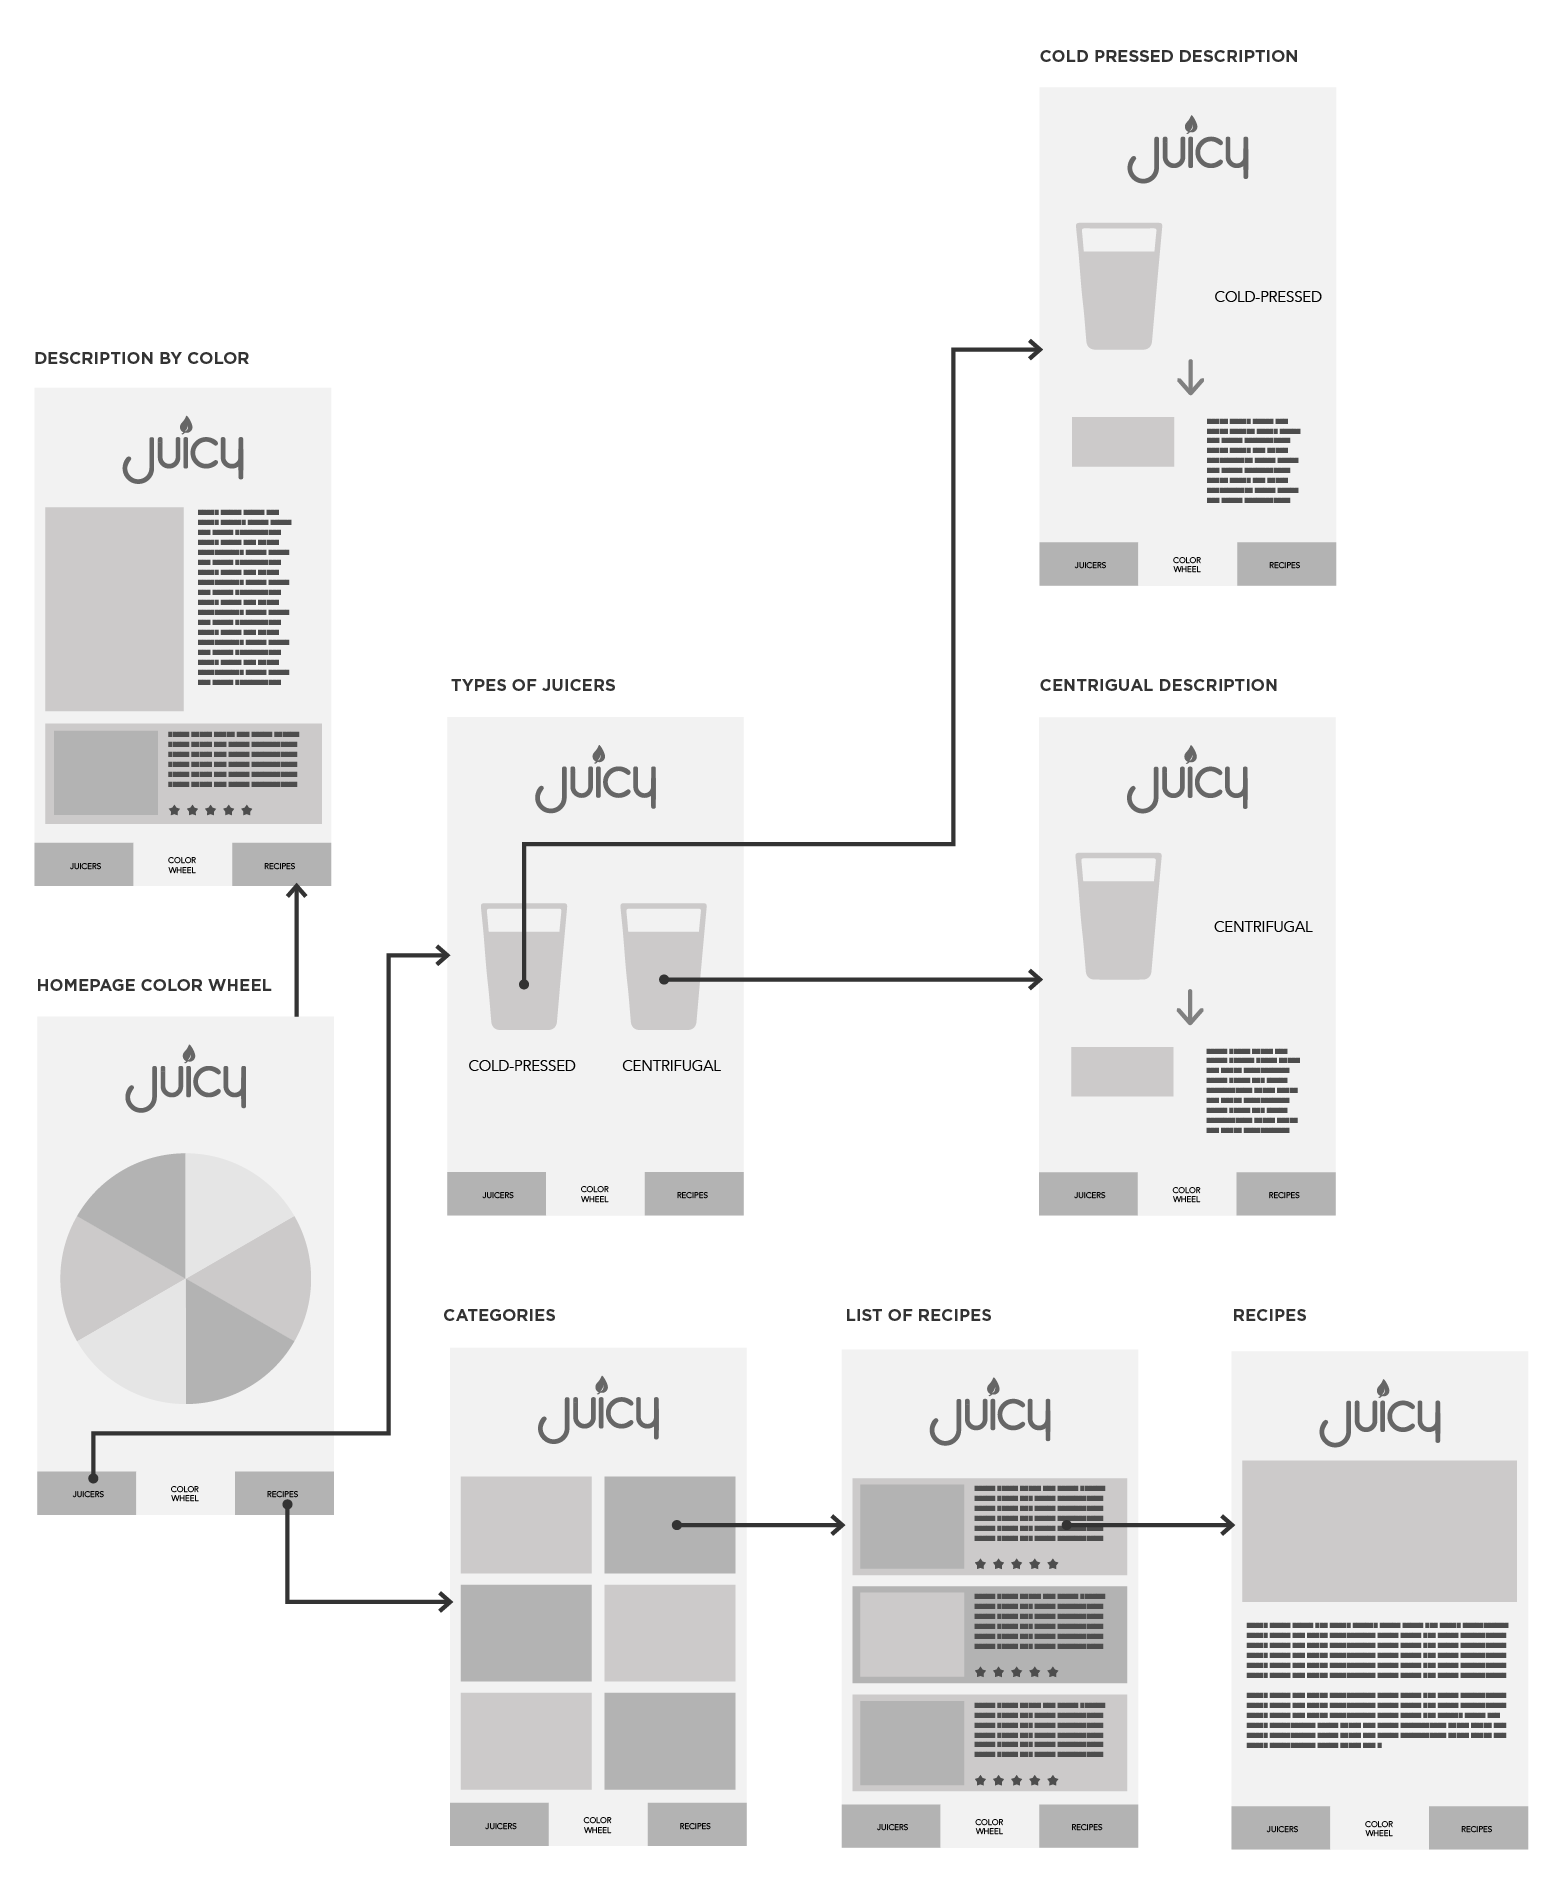 COLD PRESSED DESCRIPTION
juicy
COLD-PRESSED
JUICERS
COLOR
WHEEL
RECIPES
DESCRIPTION BY COLOR
juicy
JUICERS
COLOR
WHEEL
RECIPES
TYPES OF JUICERS
juicy
COLD-PRESSED
CENTRIFUGAL
JUICERS
COLOR
WHEEL
RECIPES
CENTRIGUAL DESCRIPTION
juicy
CENTRIFUGAL
JUICERS
COLOR
WHEEL
RECIPES
HOMEPAGE COLOR WHEEL
juicy
JUICERS
COLOR
WHEEL
RECIPES
CATEGORIES
juicy
JUICERS
COLOR
WHEEL
RECIPES
LIST OF RECIPES
juicy
JUICERS
COLOR
WHEEL
RECIPES
RECIPES
juicy
JUICERS
COLOR
WHEEL
RECIPES